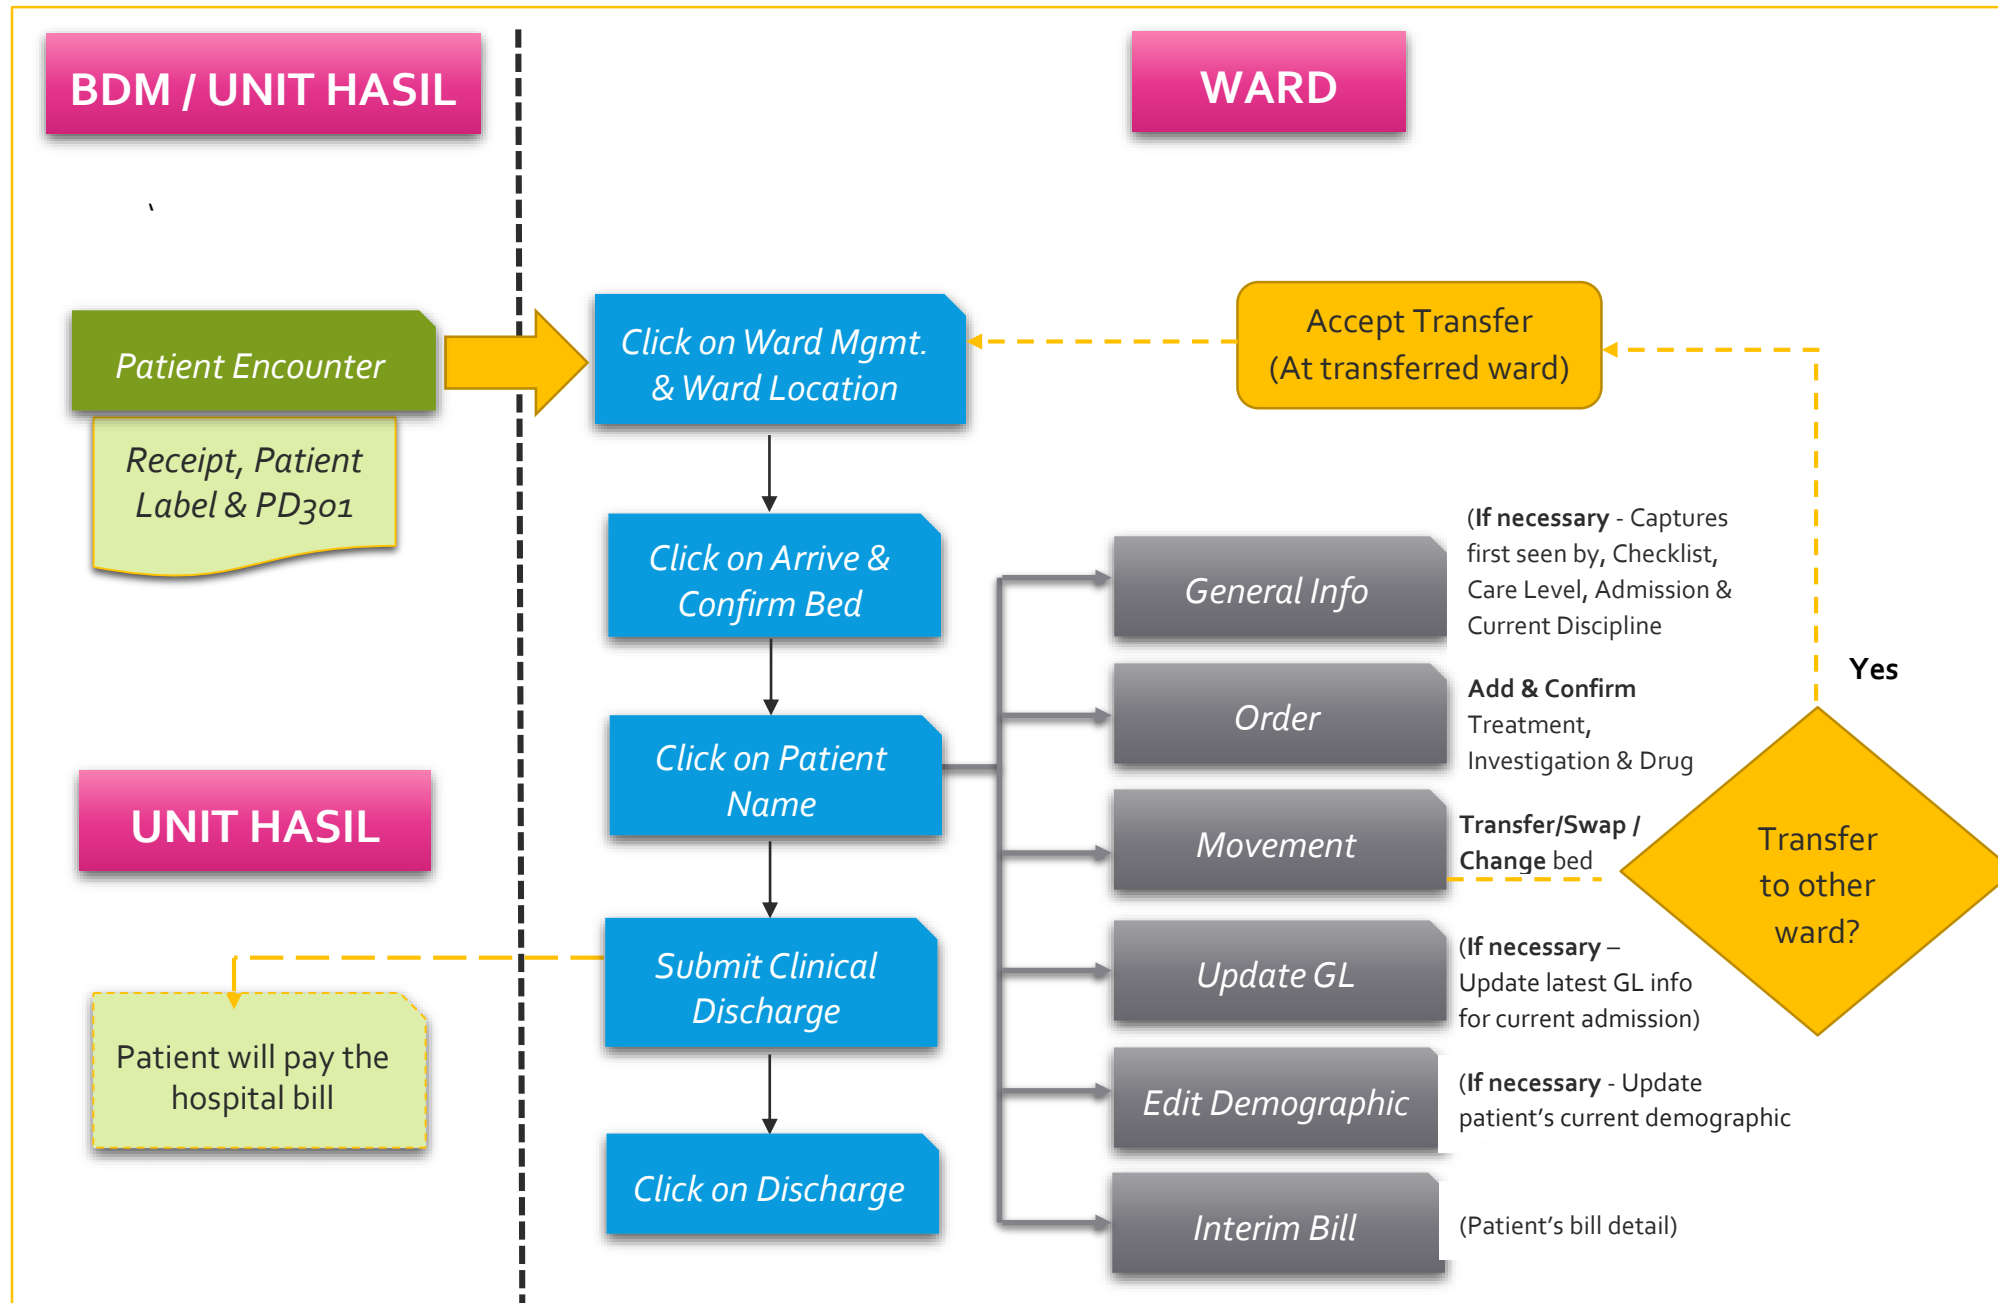 BDM / UNIT HASIL
WARD
`
Patient Encounter
Receipt, Patient
Label & PD301
Click on Ward Mgmt.
& Ward Location
Accept Transfer
(At transferred ward)
Click on Arrive &
Confirm Bed
Click on Patient
Name
Submit Clinical
Discharge
Click on Discharge
UNIT HASIL
Patient will pay the
hospital bill
General Info
(If necessary - Captures
first seen by, Checklist,
Care Level, Admission &
Current Discipline
Order
Add & Confirm
Treatment,
Investigation & Drug
Movement
Transfer/Swap /
Change bed
Update GL
(If necessary –
Update latest GL info
for current admission)
Edit Demographic
(If necessary - Update
patient's current demographic
Interim Bill
(Patient's bill detail)
Yes
Transfer
to other
ward?